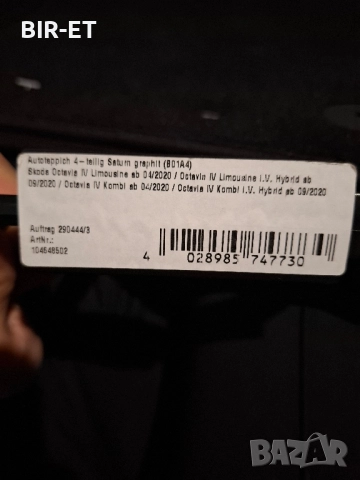 BIR-ET
Autoteppich 4-teilig Saturn graphit (B01A4)
Skoda Octavia IV Limousine ab 04/2020 / Octavia IV Limousine i.V. Hybrid ab
09/2020 / Octavia IV Kombi ab 04/2020 / Octavia IV Kombi i.V. Hybrid ab 09/2020
Auftrag 290444/3
ArtNr.:
104646502
4 028985 747730
BAZAR